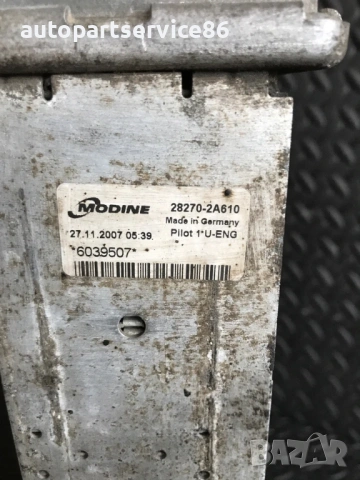 autopartservice86
MODINE
28270-2A610
Made in Germany
27.11.2007 05:39
Pilot 1*U-ENG
*6039507*
BAZAR